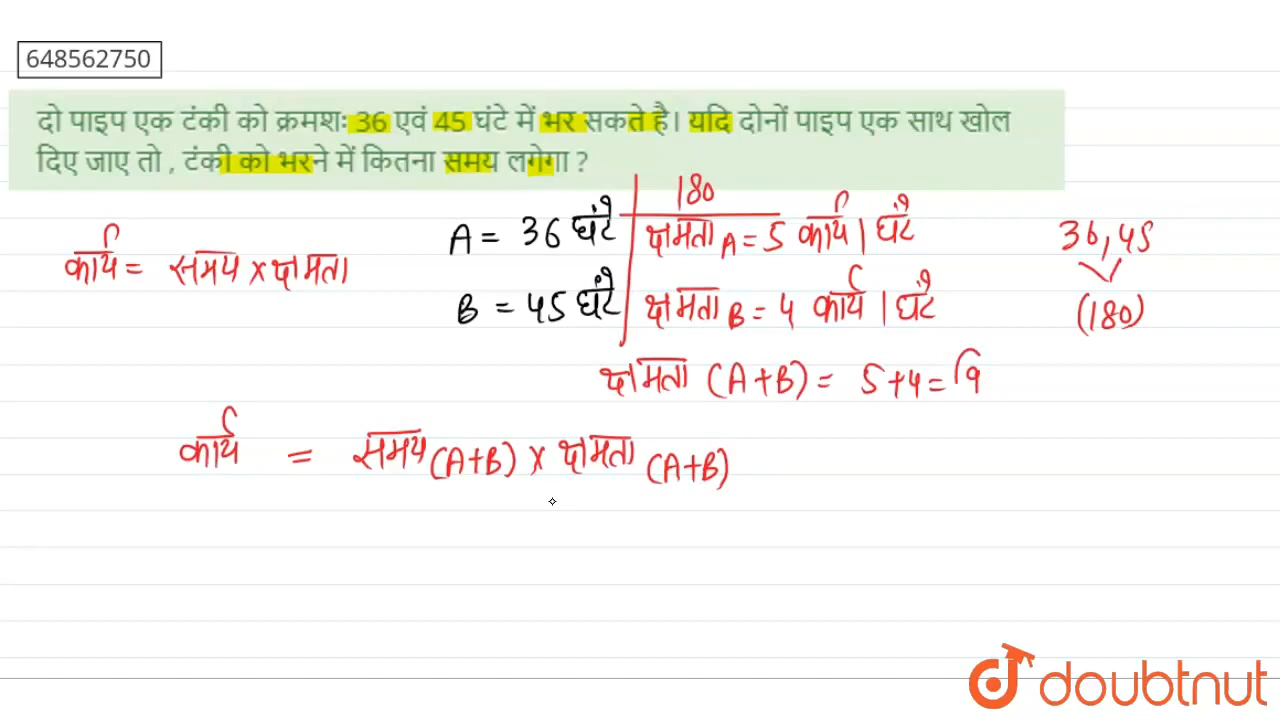 648562750
दो पाइप एक टंकी को क्रमशः 36 एवं 45 घंटे में भर सकते है। यदि दोनों पाइप एक साथ खोल
दिए जाए तो , टंकी को भरने में कितना समय लगेगा ?
180
A = 36 घंटे क्षमता A = 5 कार्य | घंटे 36,45
कार्य = समय × क्षमता
B = 45 घंटे क्षमता B = 4 कार्य | घंटे (180)
क्षमता (A+B) = 5+4 = 9
कार्य = समय (A+B) × क्षमता (A+B)
doubtnut